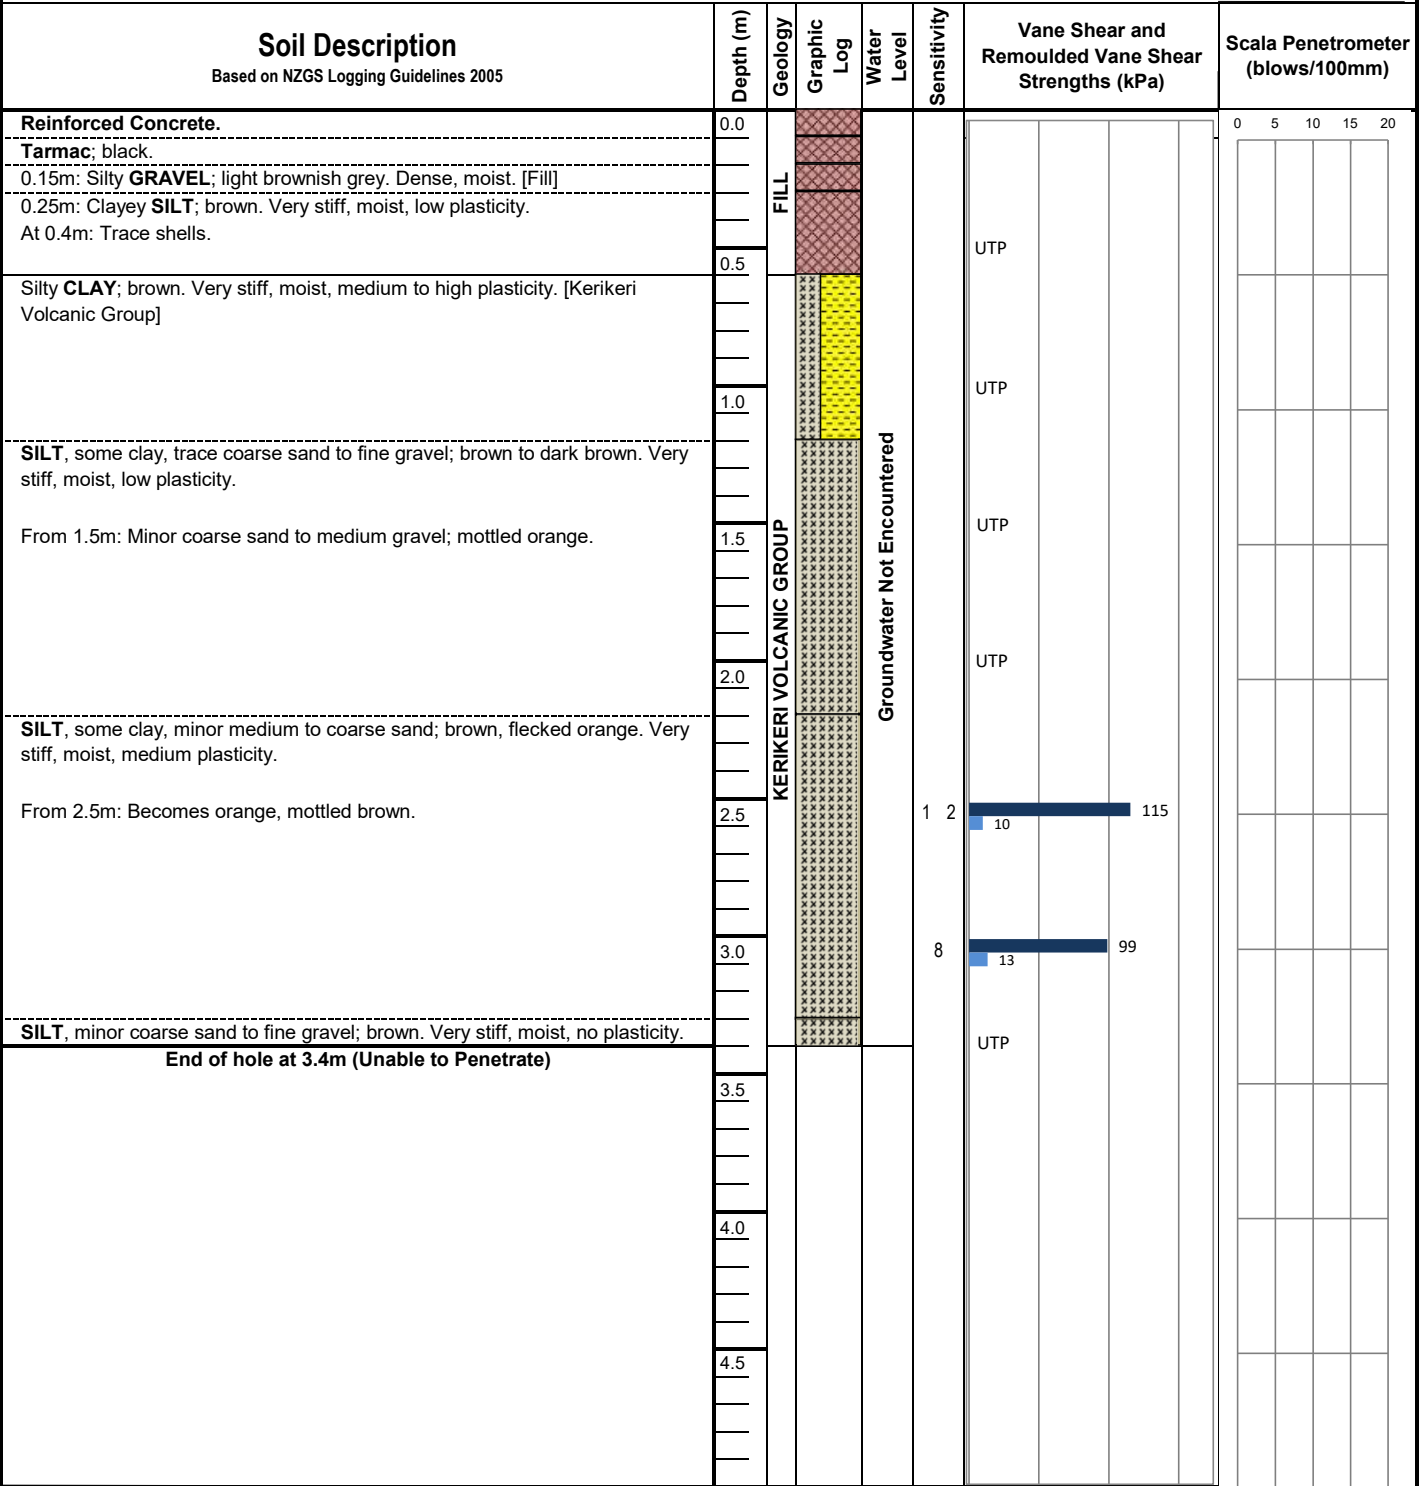 Soil Description
Based on NZGS Logging Guidelines 2005
Depth (m)
Geology
Graphic
Log
Water
Level
Sensitivity
Vane Shear and
Remoulded Vane Shear
Strengths (kPa)
Scala Penetrometer
(blows/100mm)
0 5 10 15 20
Reinforced Concrete.
0.0
Tarmac; black.
0.15m: Silty GRAVEL; light brownish grey. Dense, moist. [Fill]
0.25m: Clayey SILT; brown. Very stiff, moist, low plasticity.
At 0.4m: Trace shells.
FILL
UTP
0.5
Silty CLAY; brown. Very stiff, moist, medium to high plasticity. [Kerikeri
Volcanic Group]
UTP
1.0
SILT, some clay, trace coarse sand to fine gravel; brown to dark brown. Very
stiff, moist, low plasticity.
From 1.5m: Minor coarse sand to medium gravel; mottled orange.
1.5
UTP
KERIKERI VOLCANIC GROUP
Groundwater Not Encountered
UTP
2.0
SILT, some clay, minor medium to coarse sand; brown, flecked orange. Very
stiff, moist, medium plasticity.
From 2.5m: Becomes orange, mottled brown.
2.5
1 2
115
10
3.0
8
99
13
SILT, minor coarse sand to fine gravel; brown. Very stiff, moist, no plasticity.
UTP
End of hole at 3.4m (Unable to Penetrate)
3.5
4.0
4.5